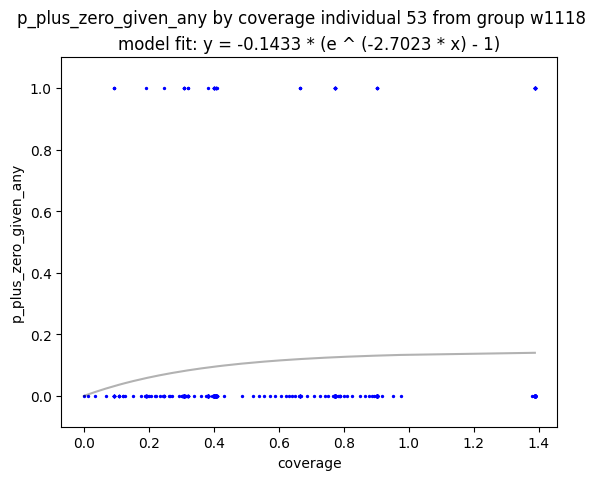 p_plus_zero_given_any by coverage individual 53 from group w1118
model fit: y = -0.1433 * (e ^ (-2.7023 * x) - 1)
1.0
0.8
0.6
0.4
0.2
0.0
p_plus_zero_given_any
0.0 0.2 0.4 0.6 0.8 1.0 1.2 1.4
coverage